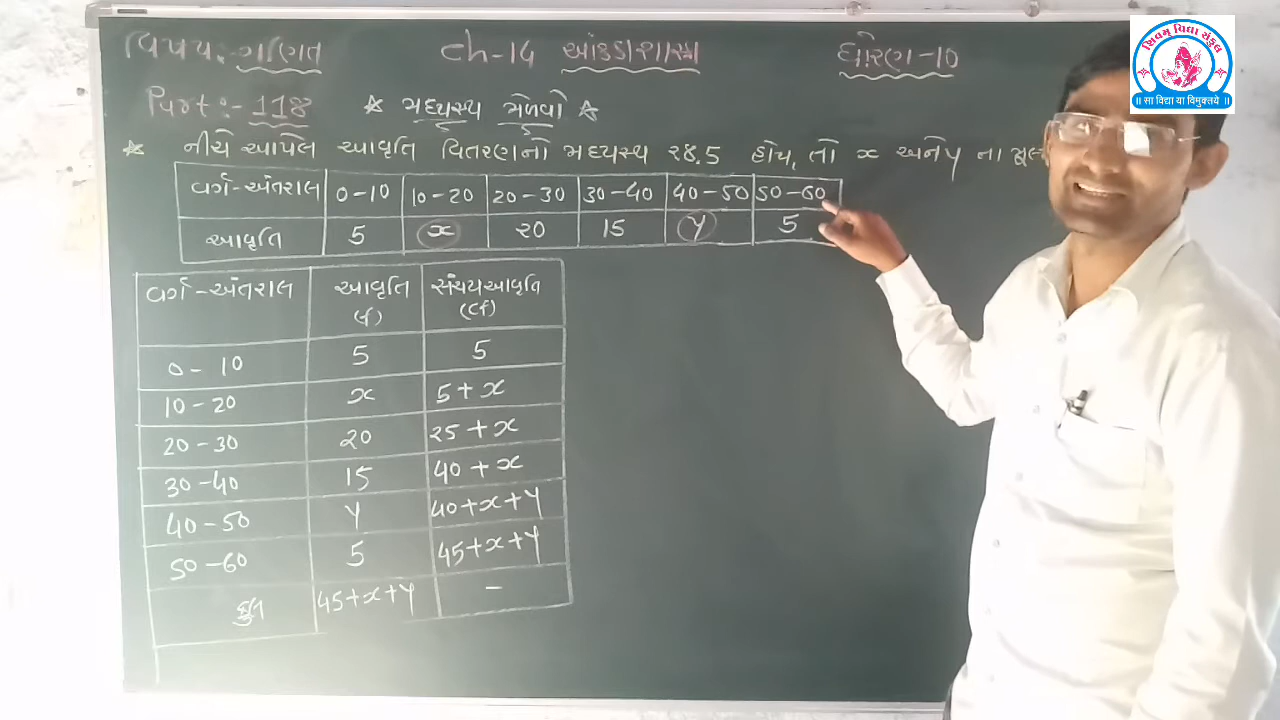 વિષય:- ગણિત ch-14 આંકડાશાસ્ત્ર ધોરણ-10
પાર્ટ:- 118 ☆ મધ્યસ્થ મેળવો ☆
☆ નીચે આપેલ આવૃતિ વિતરણનો મધ્યસ્થ 28.5 હોય, તો x અને y ના
વર્ગ-અંતરાલ 0-10 10-20 20-30 30-40 40-50 50-60
આવૃતિ 5 x 20 15 y 5
વર્ગ-અંતરાલ આવૃતિ (f) સંચયઆવૃતિ (cf)
0-10 5 5
10-20 x 5+x
20-30 20 25+x
30-40 15 40+x
40-50 y 40+x+y
50-60 5 45+x+y
કુલ 45+x+y -
શિવમ્ વિદ્યા સંકુલ
॥ સા વિદ્યા યા વિમુક્તયે ॥